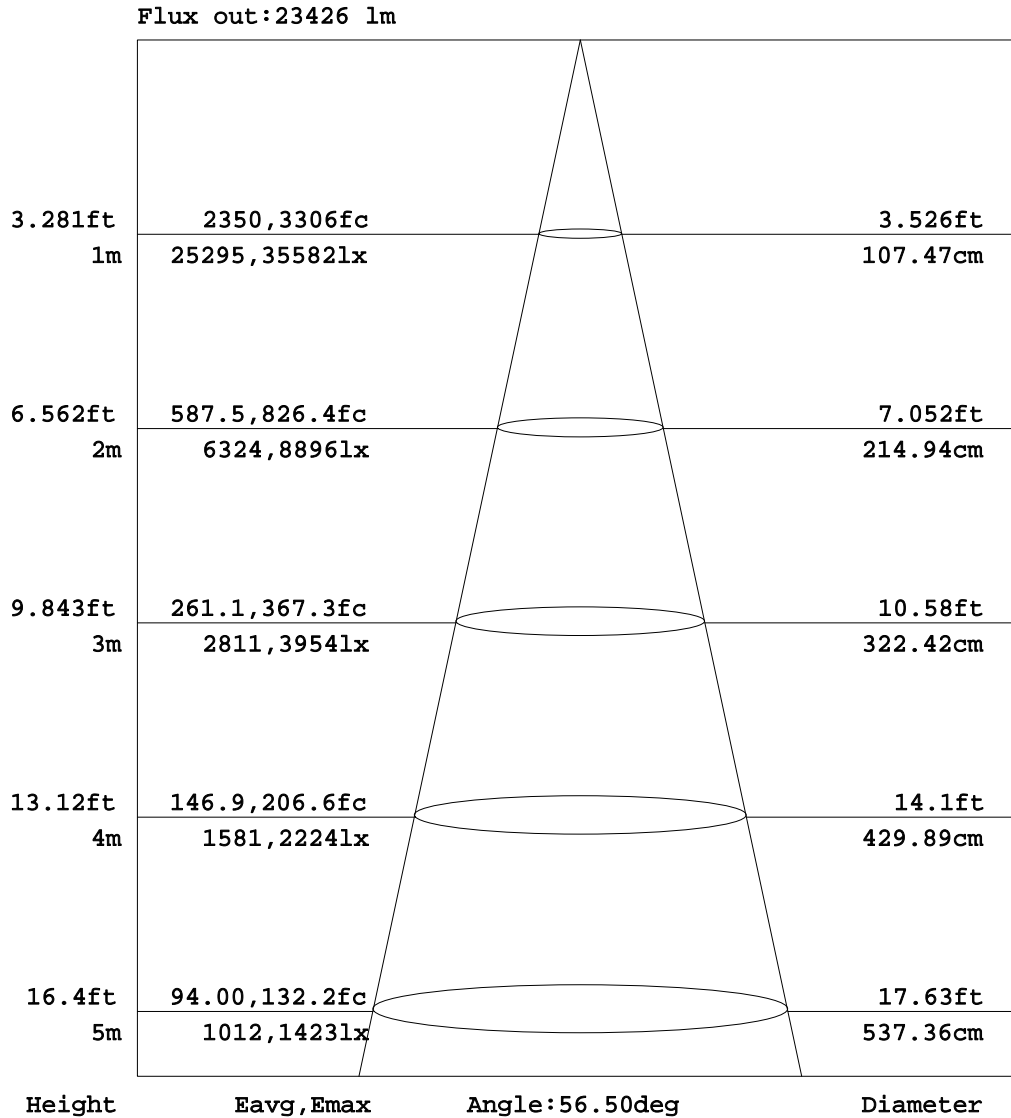 Flux out:23426 lm
3.281ft 2350,3306fc 3.526ft
1m 25295,35582lx 107.47cm
6.562ft 587.5,826.4fc 7.052ft
2m 6324,8896lx 214.94cm
9.843ft 261.1,367.3fc 10.58ft
3m 2811,3954lx 322.42cm
13.12ft 146.9,206.6fc 14.1ft
4m 1581,2224lx 429.89cm
16.4ft 94.00,132.2fc 17.63ft
5m 1012,1423lx 537.36cm
Height Eavg,Emax Angle:56.50deg Diameter